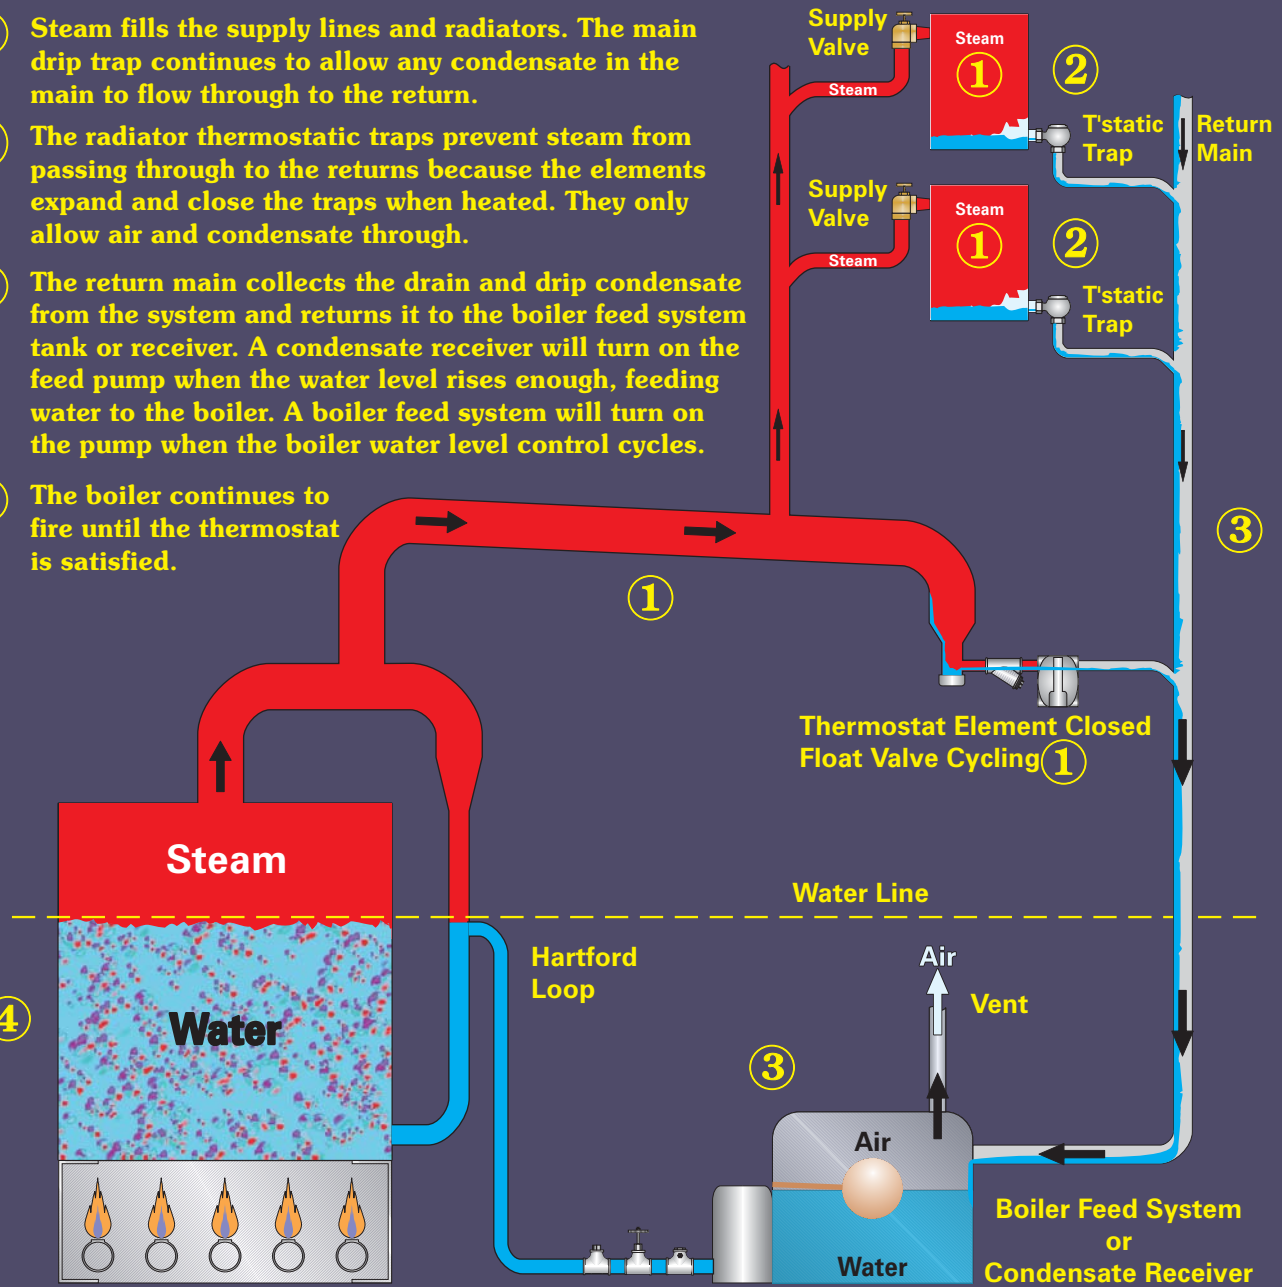 Steam fills the supply lines and radiators. The main
drip trap continues to allow any condensate in the
main to flow through to the return.
The radiator thermostatic traps prevent steam from
passing through to the returns because the elements
expand and close the traps when heated. They only
allow air and condensate through.
The return main collects the drain and drip condensate
from the system and returns it to the boiler feed system
tank or receiver. A condensate receiver will turn on the
feed pump when the water level rises enough, feeding
water to the boiler. A boiler feed system will turn on
the pump when the boiler water level control cycles.
The boiler continues to
fire until the thermostat
is satisfied.
Supply
Valve
Steam
1
Steam
2
T'static
Trap
Return
Main
Supply
Valve
Steam
1
Steam
2
T'static
Trap
3
1
Thermostat Element Closed
Float Valve Cycling 1
Steam
Water Line
Hartford
Loop
Air
Vent
4
Water
3
Air
Water
Boiler Feed System
or
Condensate Receiver